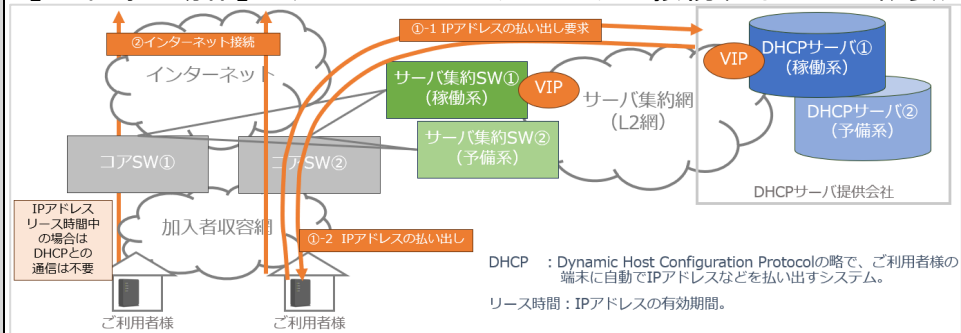 ②インターネット接続
①-1 IPアドレスの払い出し要求
インターネット
サーバ集約SW①
(稼働系)
VIP
サーバ集約網
(L2網)
VIP
DHCPサーバ①
(稼働系)
サーバ集約SW②
(予備系)
DHCPサーバ②
(予備系)
コアSW①
コアSW②
DHCPサーバ提供会社
IPアドレス
リース時間中
の場合は
DHCPとの
通信は不要
加入者収容網
①-2 IPアドレスの払い出し
DHCP :Dynamic Host Configuration Protocolの略で、ご利用者様の
端末に自動でIPアドレスなどを払い出すシステム。
リース時間:IPアドレスの有効期間。
ご利用者様
ご利用者様